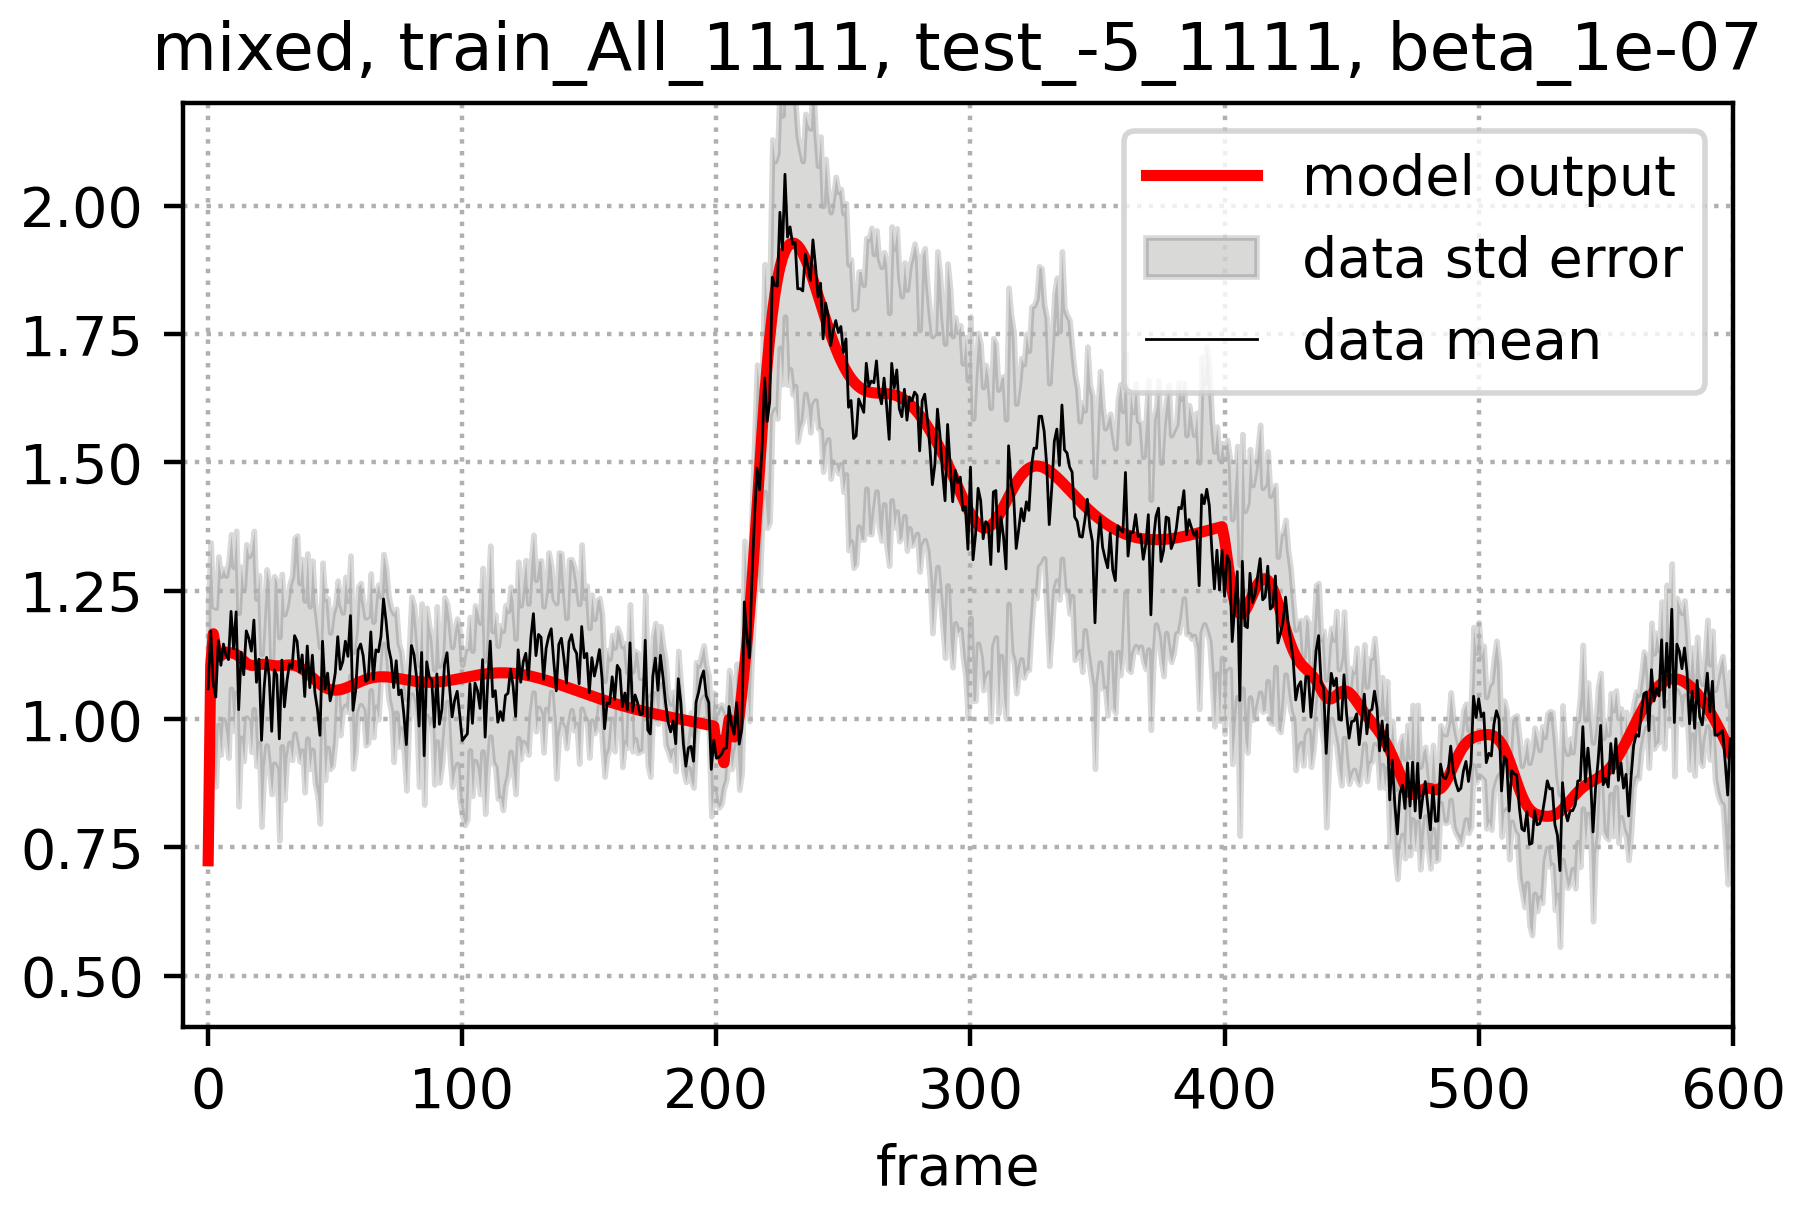 mixed, train_All_1111, test_-5_1111, beta_1e-07
model output
data std error
data mean
2.00
1.75
1.50
1.25
1.00
0.75
0.50
0 100 200 300 400 500 600
frame